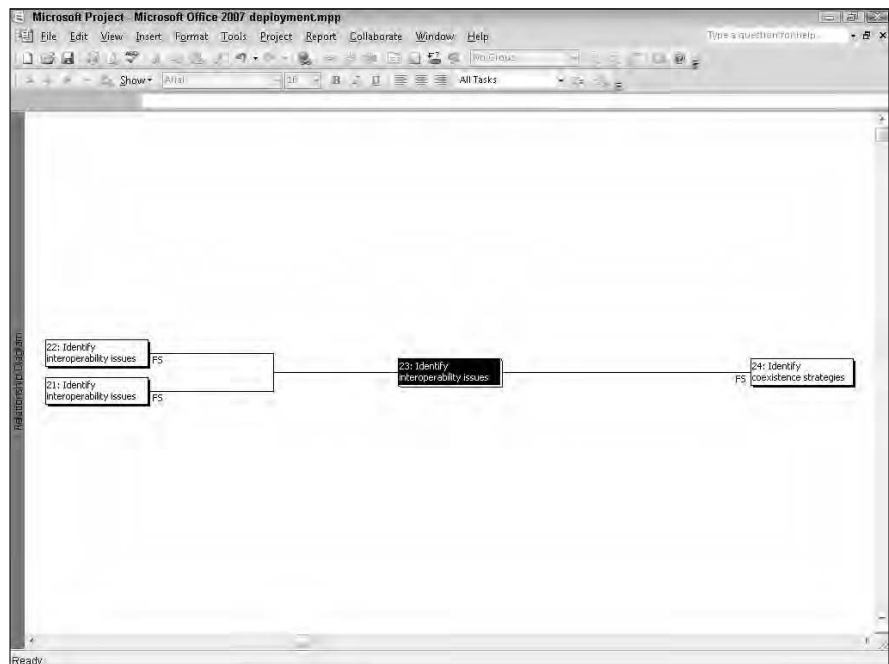 Microsoft Project - Microsoft Office 2007 deployment.mpp
File Edit View Insert Format Tools Project Report Collaborate Window Help
Type a question for help
No Group
Show Arial 10 B I U All Tasks
Relationship Diagram
22: Identify
interoperability issues
FS
21: Identify
interoperability issues
FS
23: Identify
interoperability issues
24: Identify
coexistence strategies
FS
Ready